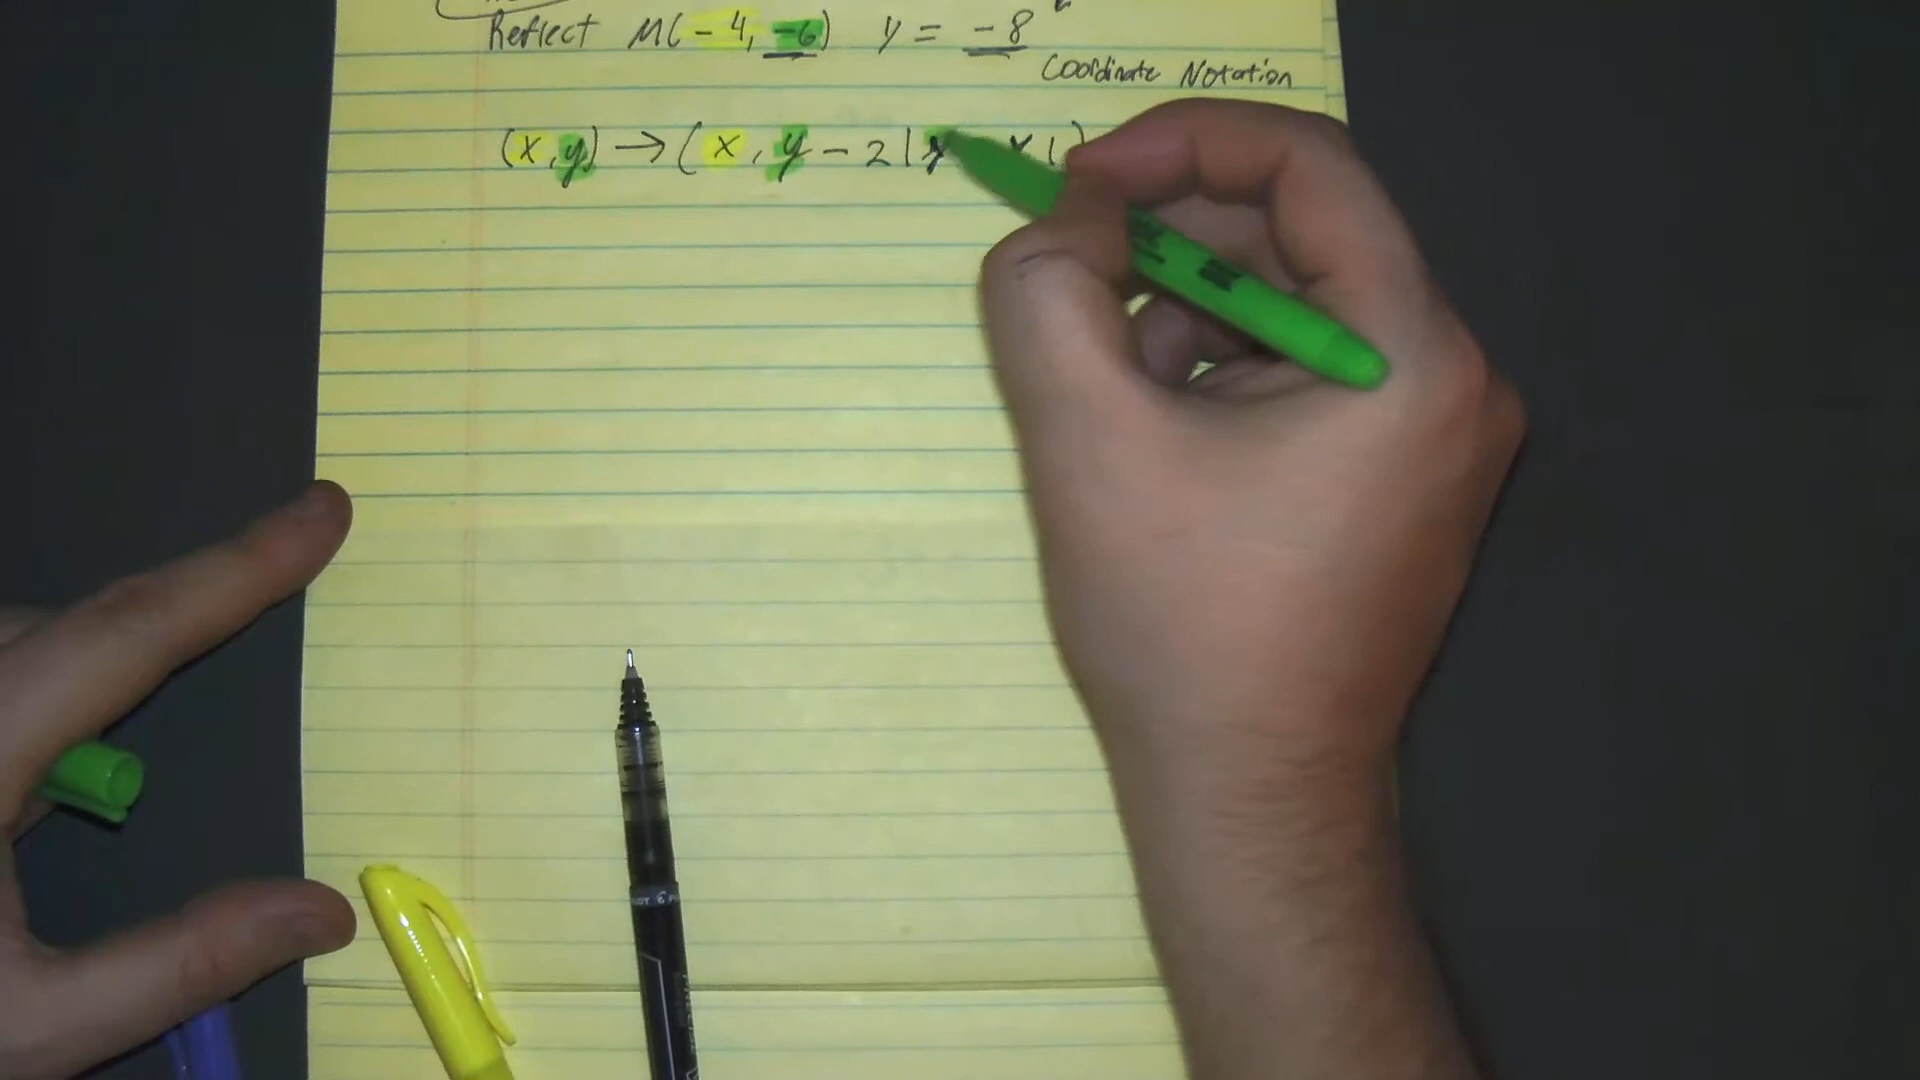 Reflect M(-4, -6) y = -8
Coordinate Notation
(x,y) → (x, y - 2|y